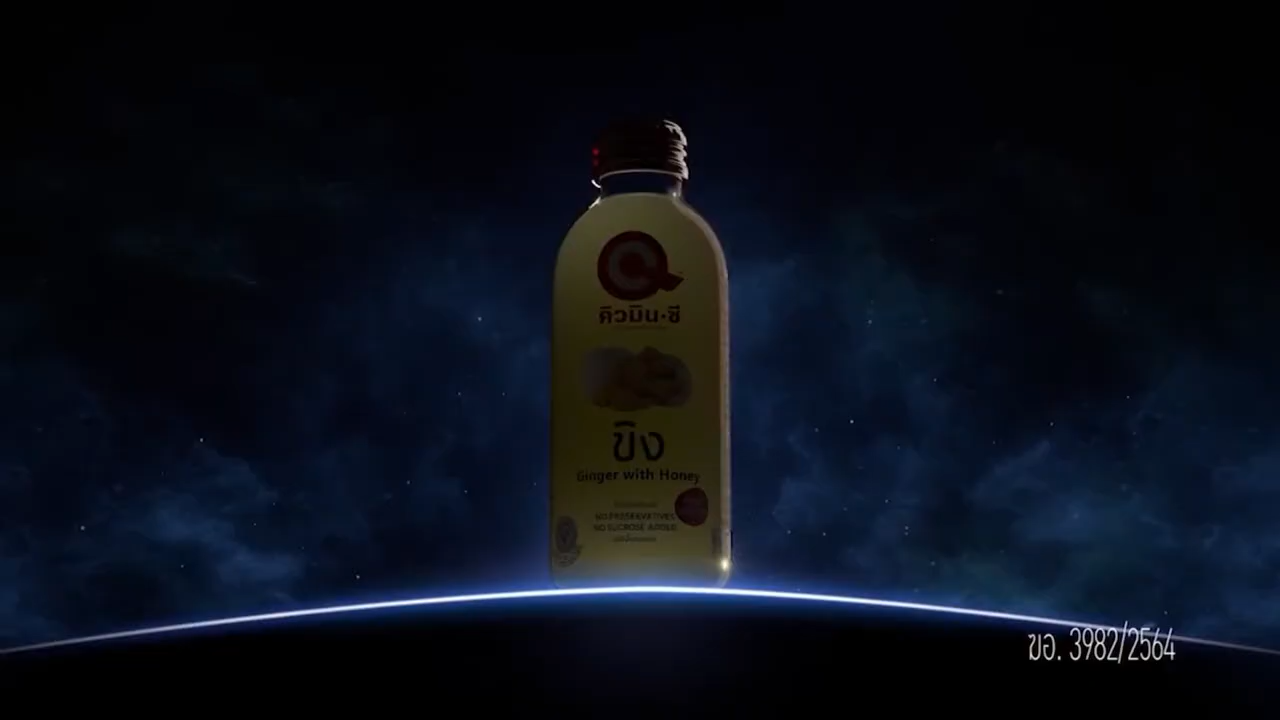 คิวมิน•ซี
ขิง
Ginger with Honey
NO PRESERVATIVES
NO SUCROSE ADDED
ฆอ. 3982/2564